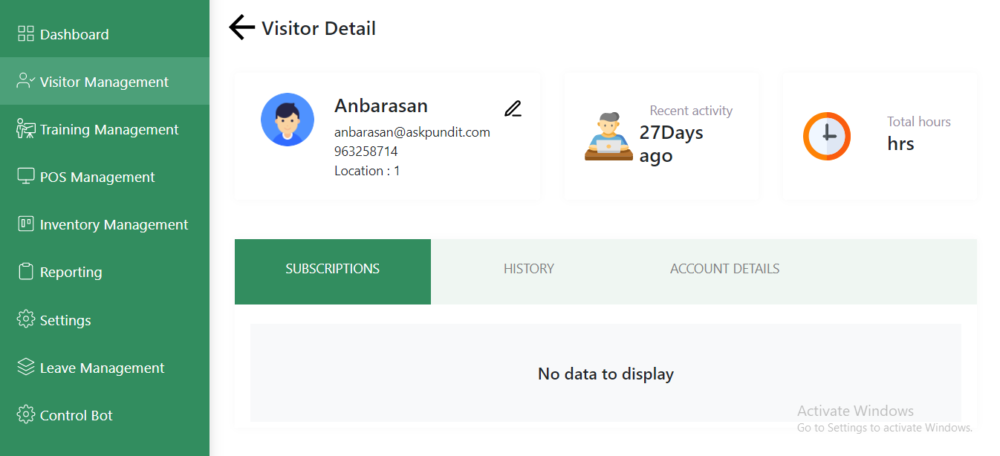 Dashboard
Visitor Management
Training Management
POS Management
Inventory Management
Reporting
Settings
Leave Management
Control Bot
Visitor Detail
Anbarasan
anbarasan@askpundit.com
963258714
Location : 1
Recent activity
27Days
ago
Total hours
hrs
SUBSCRIPTIONS
HISTORY
ACCOUNT DETAILS
No data to display
Activate Windows
Go to Settings to activate Windows.